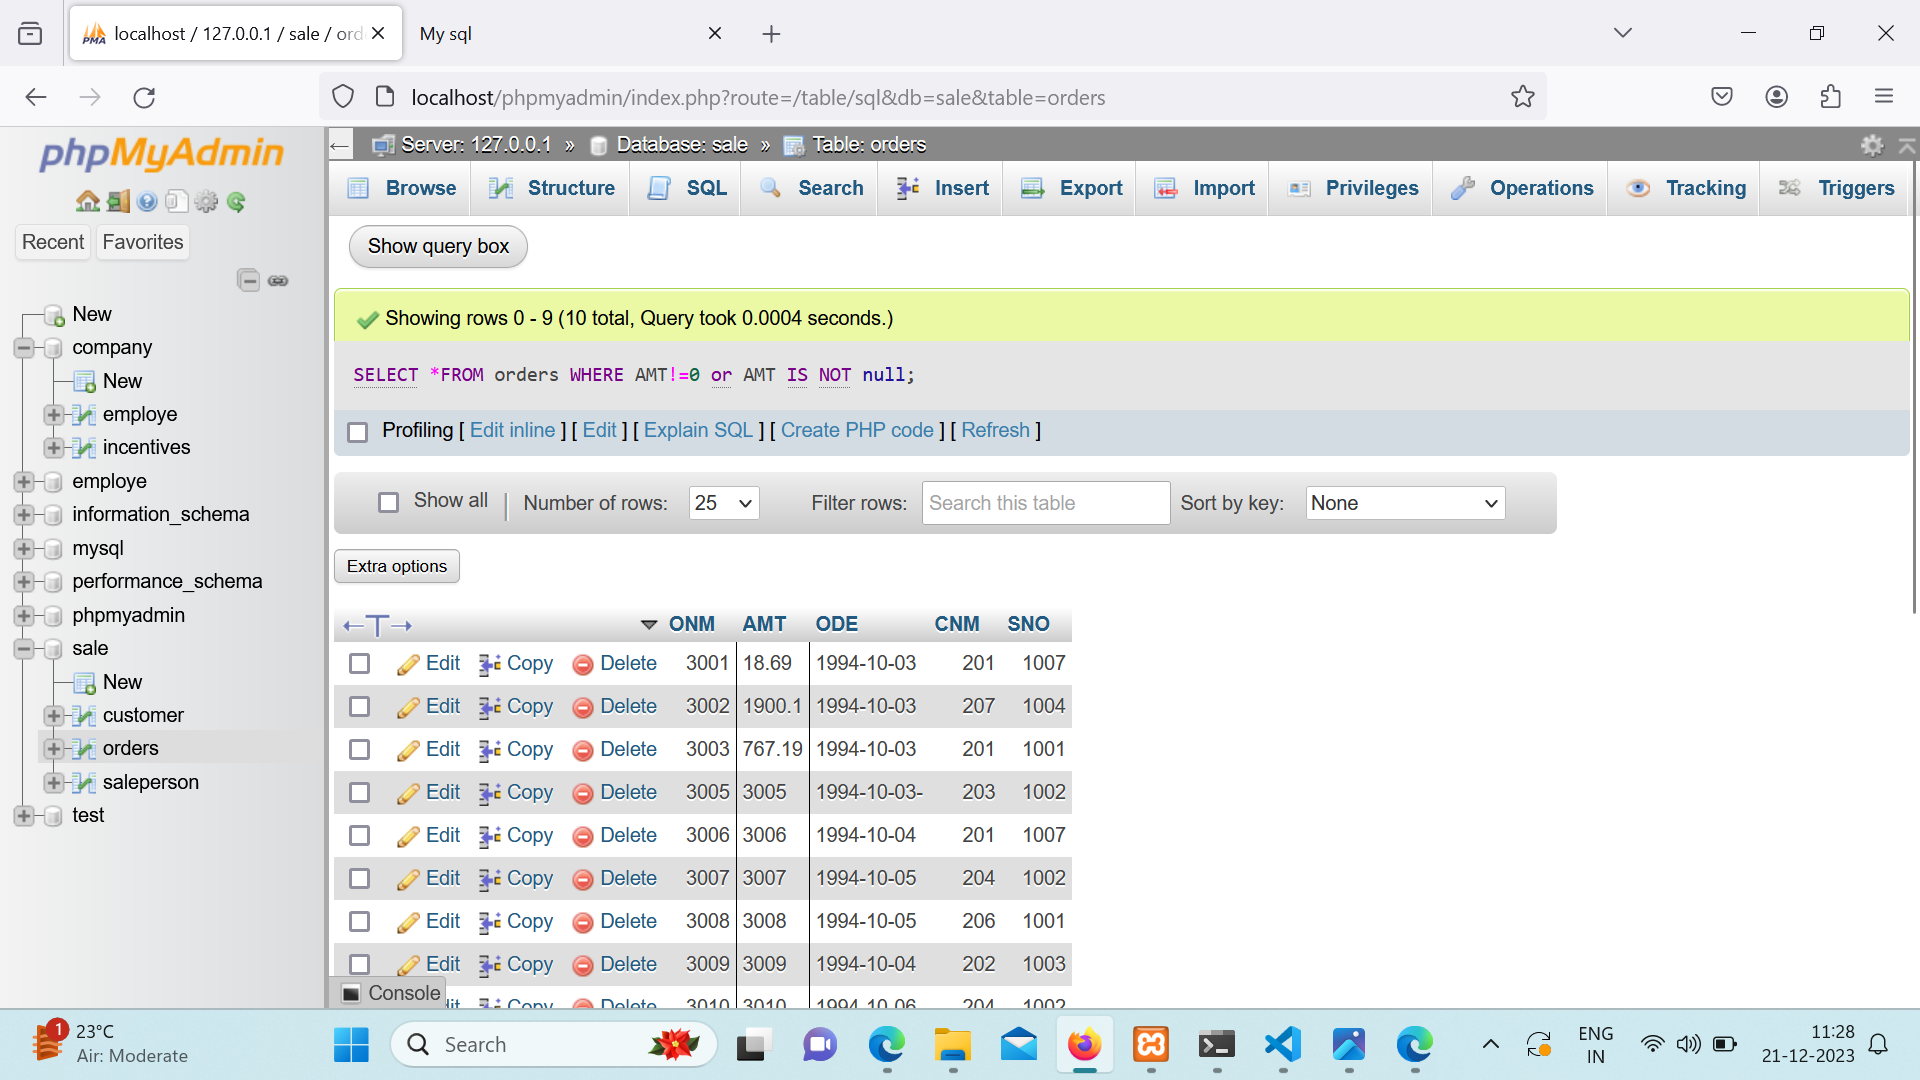 localhost / 127.0.0.1 / sale / ord
My sql
localhost/phpmyadmin/index.php?route=/table/sql&db=sale&table=orders
phpMyAdmin
Recent
Favorites
New
company
New
employe
incentives
employe
information_schema
mysql
performance_schema
phpmyadmin
sale
New
customer
orders
saleperson
test
Server: 127.0.0.1 » Database: sale » Table: orders
Browse Structure SQL Search Insert Export Import Privileges Operations Tracking Triggers
Show query box
Showing rows 0 - 9 (10 total, Query took 0.0004 seconds.)
SELECT *FROM orders WHERE AMT!=0 or AMT IS NOT null;
Profiling [ Edit inline ] [ Edit ] [ Explain SQL ] [ Create PHP code ] [ Refresh ]
Show all | Number of rows: 25 Filter rows: Search this table Sort by key: None
Extra options
←T→ ONM AMT ODE CNM SNO
Edit Copy Delete 3001 18.69 1994-10-03 201 1007
Edit Copy Delete 3002 1900.1 1994-10-03 207 1004
Edit Copy Delete 3003 767.19 1994-10-03 201 1001
Edit Copy Delete 3005 3005 1994-10-03- 203 1002
Edit Copy Delete 3006 3006 1994-10-04 201 1007
Edit Copy Delete 3007 3007 1994-10-05 204 1002
Edit Copy Delete 3008 3008 1994-10-05 206 1001
Edit Copy Delete 3009 3009 1994-10-04 202 1003
Copy Delete 3010 3010 1994-10-06 204 1002
Console
1
23°C
Air: Moderate
Search
ENG
IN
11:28
21-12-2023